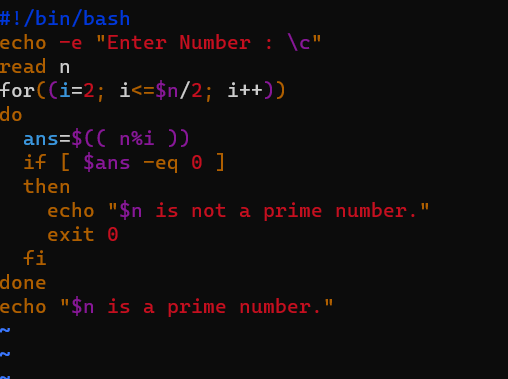 #!/bin/bash
echo -e "Enter Number : \c"
read n
for((i=2; i<=$n/2; i++))
do
  ans=$(( n%i ))
  if [ $ans -eq 0 ]
  then
    echo "$n is not a prime number."
    exit 0
  fi
done
echo "$n is a prime number."
~
~
~